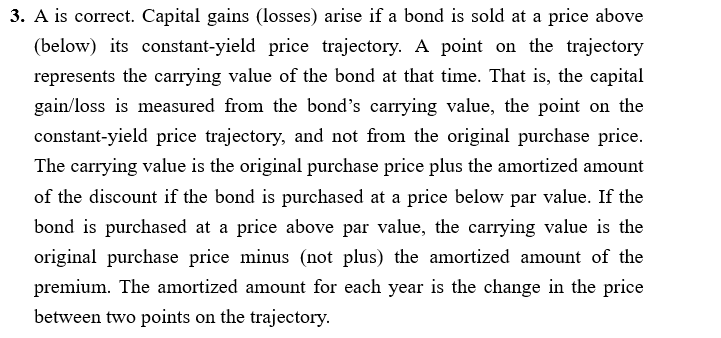 3. A is correct. Capital gains (losses) arise if a bond is sold at a price above
(below) its constant-yield price trajectory. A point on the trajectory
represents the carrying value of the bond at that time. That is, the capital
gain/loss is measured from the bond’s carrying value, the point on the
constant-yield price trajectory, and not from the original purchase price.
The carrying value is the original purchase price plus the amortized amount
of the discount if the bond is purchased at a price below par value. If the
bond is purchased at a price above par value, the carrying value is the
original purchase price minus (not plus) the amortized amount of the
premium. The amortized amount for each year is the change in the price
between two points on the trajectory.